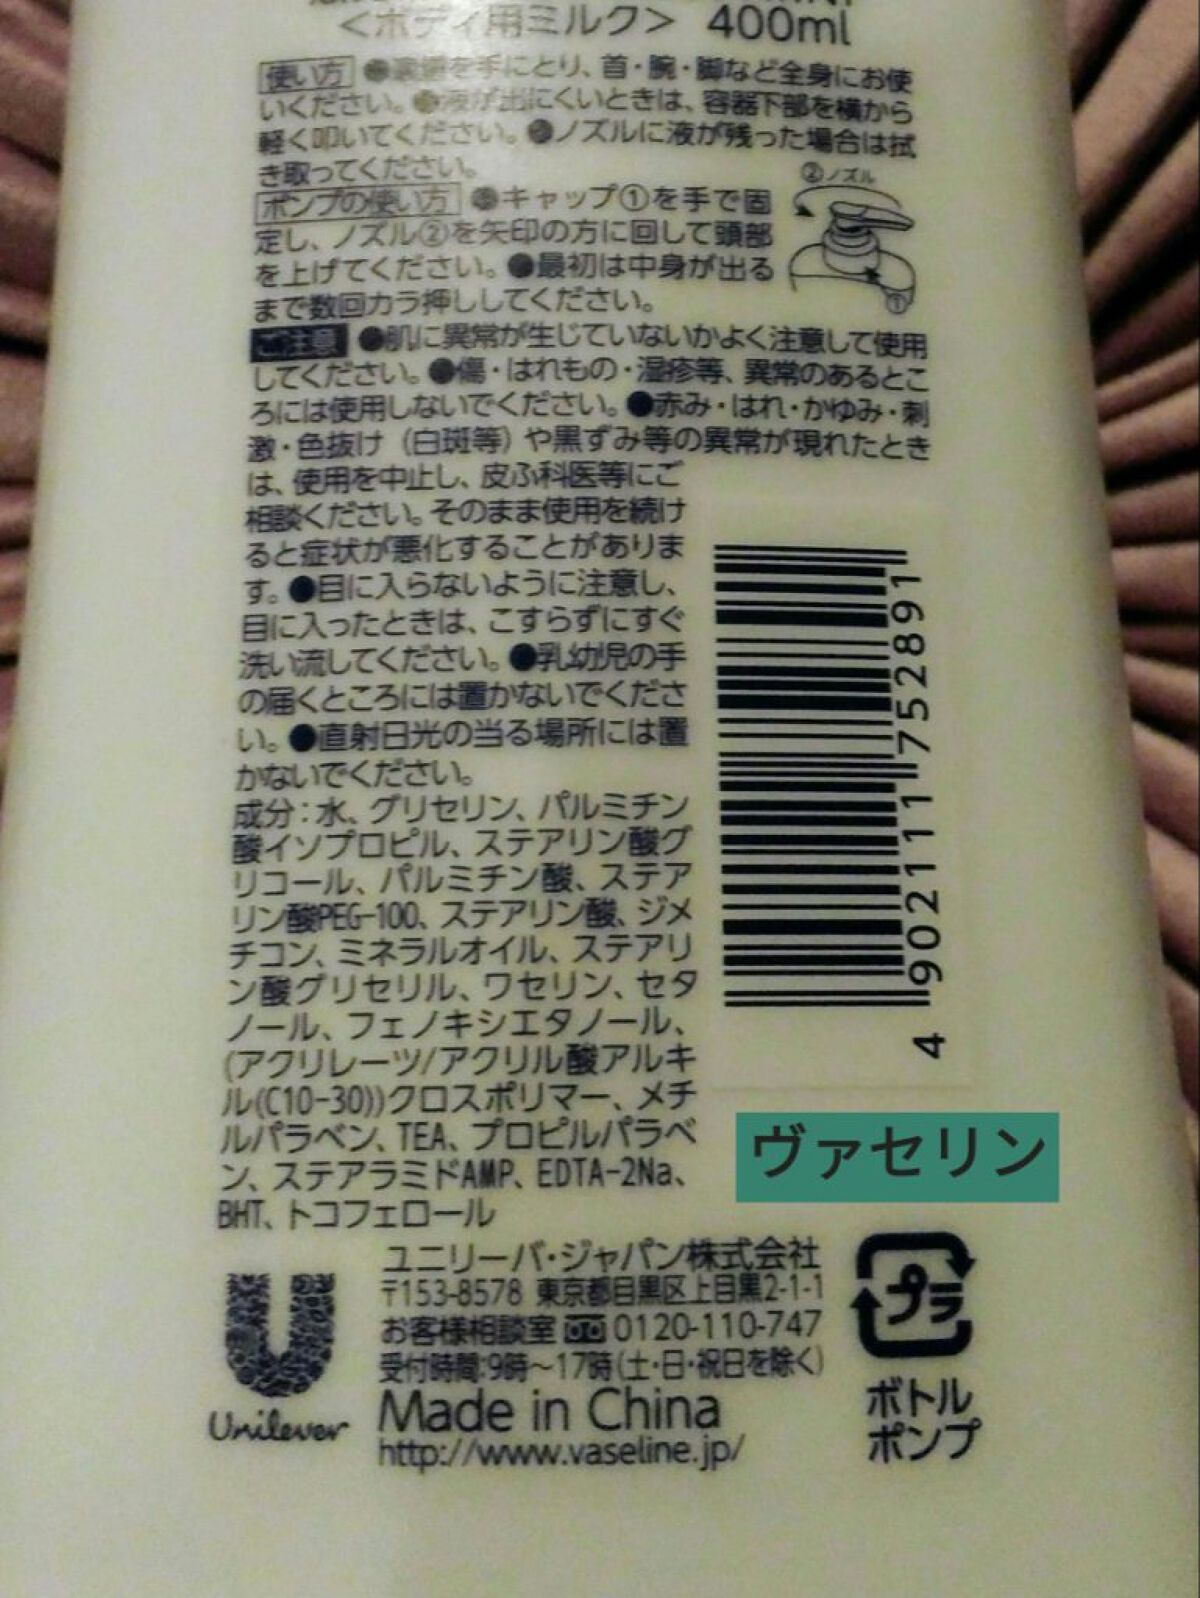 ＜ボディ用ミルク＞ 400ml
使い方 ●適量を手にとり、首・腕・脚など全身にお使
いください。●液が出にくいときは、容器下部を横から
軽く叩いてください。●ノズルに液が残った場合は拭
き取ってください。
②ノズル
ポンプの使い方 ●キャップ①を手で固
定し、ノズル②を矢印の方に回して頭部
を上げてください。●最初は中身が出る
まで数回カラ押ししてください。
①
ご注意 ●肌に異常が生じていないかよく注意して使用
してください。●傷・はれもの・湿疹等、異常のあるとこ
ろには使用しないでください。●赤み・はれ・かゆみ・刺
激・色抜け（白斑等）や黒ずみ等の異常が現れたとき
は、使用を中止し、皮ふ科医等にご
相談ください。そのまま使用を続け
ると症状が悪化することがありま
す。●目に入らないように注意し、
目に入ったときは、こすらずにすぐ
洗い流してください。●乳幼児の手
の届くところには置かないでくださ
い。●直射日光の当る場所には置
かないでください。
成分：水、グリセリン、パルミチン
酸イソプロピル、ステアリン酸グ
リコール、パルミチン酸、ステア
リン酸PEG-100、ステアリン酸、ジメ
チコン、ミネラルオイル、ステアリ
ン酸グリセリル、ワセリン、セタ
ノール、フェノキシエタノール、
(アクリレーツ/アクリル酸アルキ
ル(C10-30))クロスポリマー、メチ
ルパラベン、TEA、プロピルパラベ
ン、ステアラミドAMP、EDTA-2Na、
BHT、トコフェロール
4 902111 752891
ヴァセリン
ユニリーバ・ジャパン株式会社
〒153-8578 東京都目黒区上目黒2-1-1
お客様相談室 0120-110-747
受付時間:9時～17時(土・日・祝日を除く)
Made in China
http://www.vaseline.jp/
Unilever
プラ
ボトル
ポンプ